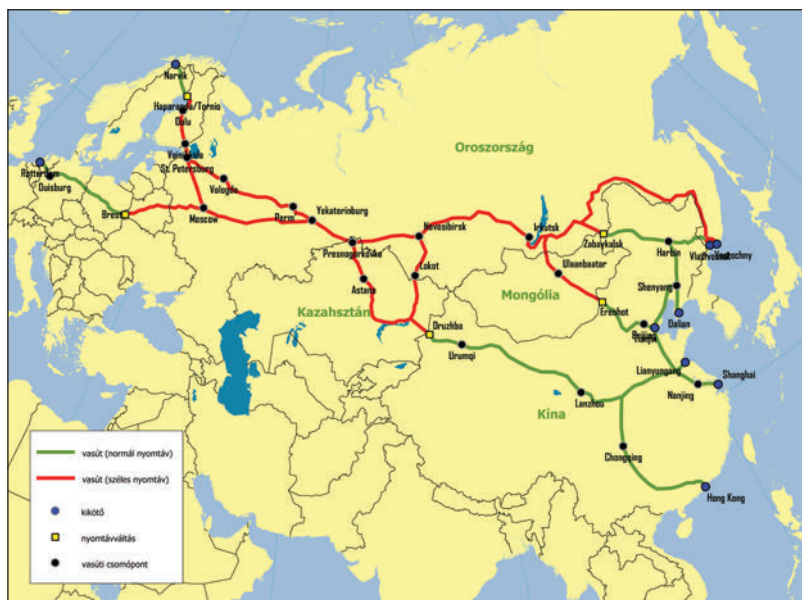 Narvik
Haparanda/Tornio
Oulu
St. Petersburg
Oroszország
Rotterdam
Duisburg
Vologda
Brest
Moscow
Perm
Yekaterinburg
Presnogorkovka
Novosibirsk
Irkutsk
Zabaykalsk
Harbin
Vladivostok
Vostochny
Astana
Lokot
Ulaanbaatar
Mongólia
Shenyang
Kazahsztán
Druzhba
Erenhot
Dalian
Beijing
Urumqi
Lianyungang
Shanghai
Lanzhou
Nanjing
Kína
Chongqing
Hong Kong
vasút (normál nyomtáv)
vasút (széles nyomtáv)
kikötő
nyomtávváltás
vasúti csomópont